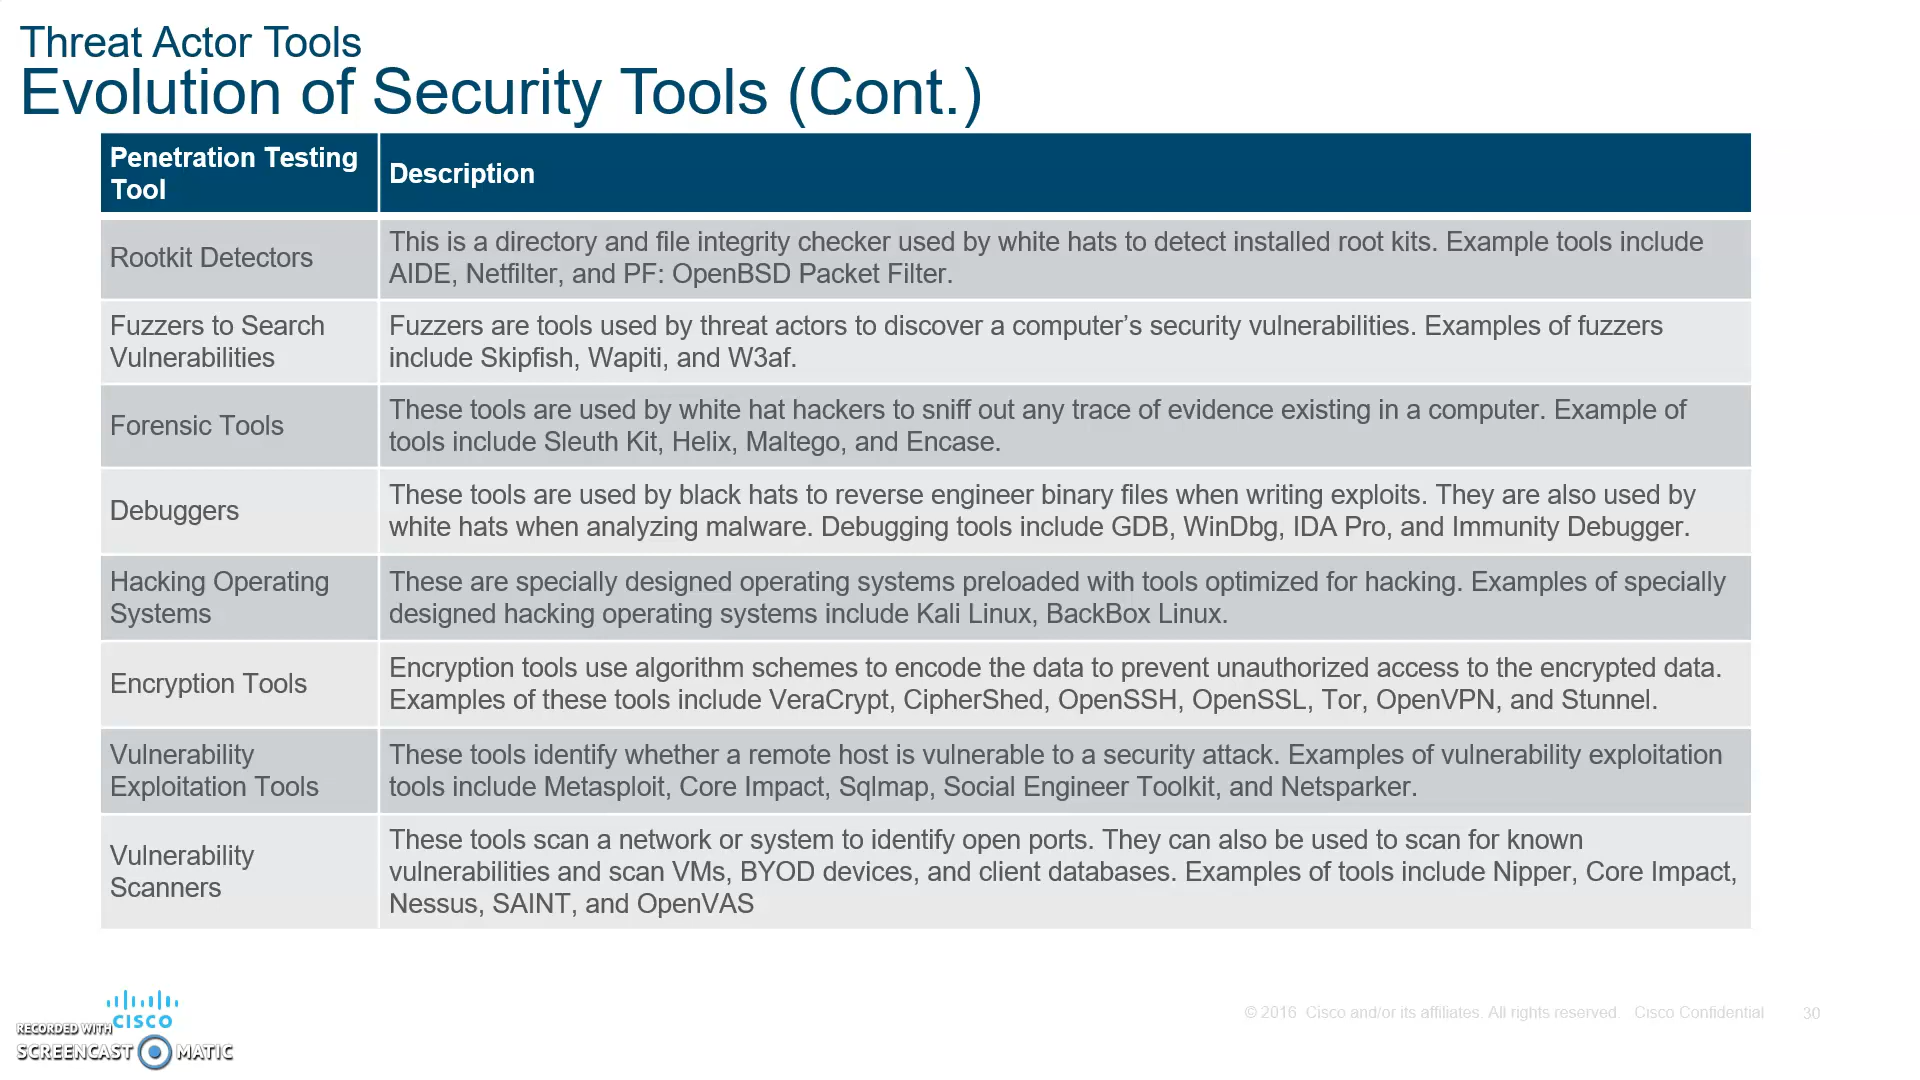 Threat Actor Tools
Evolution of Security Tools (Cont.)
Penetration Testing
Tool
Description
Rootkit Detectors
This is a directory and file integrity checker used by white hats to detect installed root kits. Example tools include
AIDE, Netfilter, and PF: OpenBSD Packet Filter.
Fuzzers to Search
Vulnerabilities
Fuzzers are tools used by threat actors to discover a computer’s security vulnerabilities. Examples of fuzzers
include Skipfish, Wapiti, and W3af.
Forensic Tools
These tools are used by white hat hackers to sniff out any trace of evidence existing in a computer. Example of
tools include Sleuth Kit, Helix, Maltego, and Encase.
Debuggers
These tools are used by black hats to reverse engineer binary files when writing exploits. They are also used by
white hats when analyzing malware. Debugging tools include GDB, WinDbg, IDA Pro, and Immunity Debugger.
Hacking Operating
Systems
These are specially designed operating systems preloaded with tools optimized for hacking. Examples of specially
designed hacking operating systems include Kali Linux, BackBox Linux.
Encryption Tools
Encryption tools use algorithm schemes to encode the data to prevent unauthorized access to the encrypted data.
Examples of these tools include VeraCrypt, CipherShed, OpenSSH, OpenSSL, Tor, OpenVPN, and Stunnel.
Vulnerability
Exploitation Tools
These tools identify whether a remote host is vulnerable to a security attack. Examples of vulnerability exploitation
tools include Metasploit, Core Impact, Sqlmap, Social Engineer Toolkit, and Netsparker.
Vulnerability
Scanners
These tools scan a network or system to identify open ports. They can also be used to scan for known
vulnerabilities and scan VMs, BYOD devices, and client databases. Examples of tools include Nipper, Core Impact,
Nessus, SAINT, and OpenVAS
CISCO
© 2016 Cisco and/or its affiliates. All rights reserved. Cisco Confidential 30
RECORDED WITH
SCREENCAST MATIC